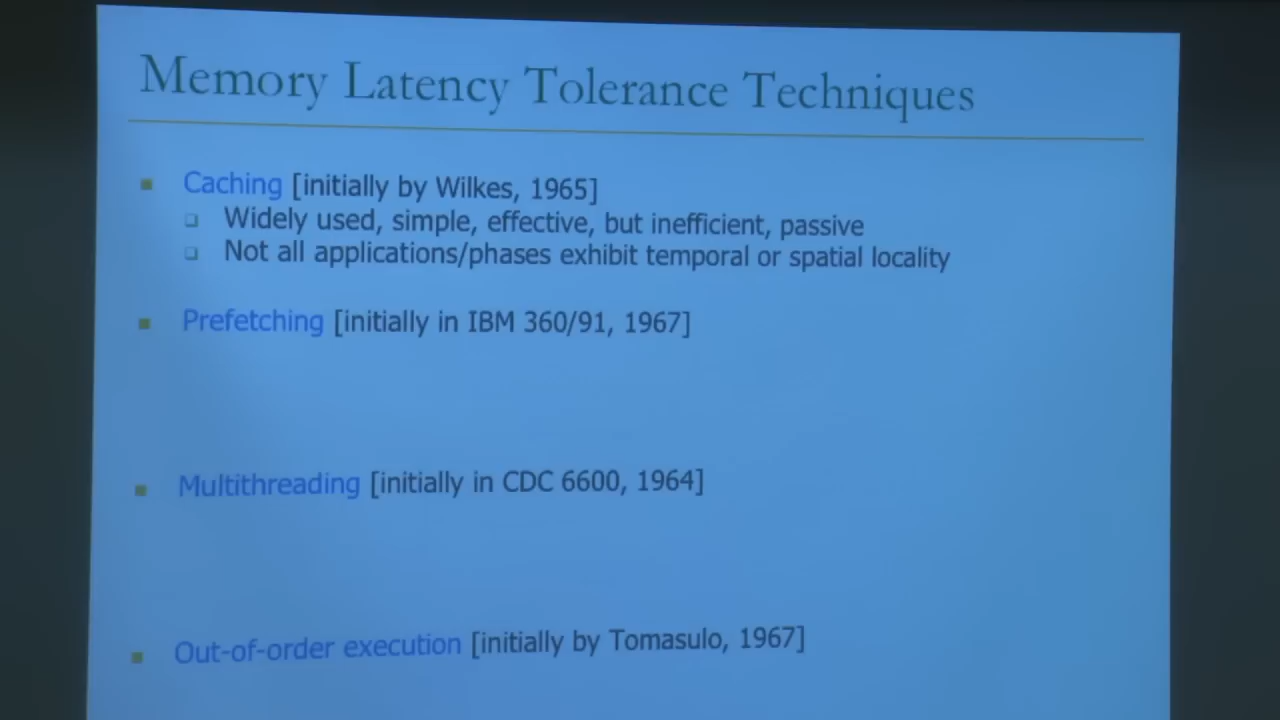 Memory Latency Tolerance Techniques
Caching [initially by Wilkes, 1965]
Widely used, simple, effective, but inefficient, passive
Not all applications/phases exhibit temporal or spatial locality
Prefetching [initially in IBM 360/91, 1967]
Multithreading [initially in CDC 6600, 1964]
Out-of-order execution [initially by Tomasulo, 1967]